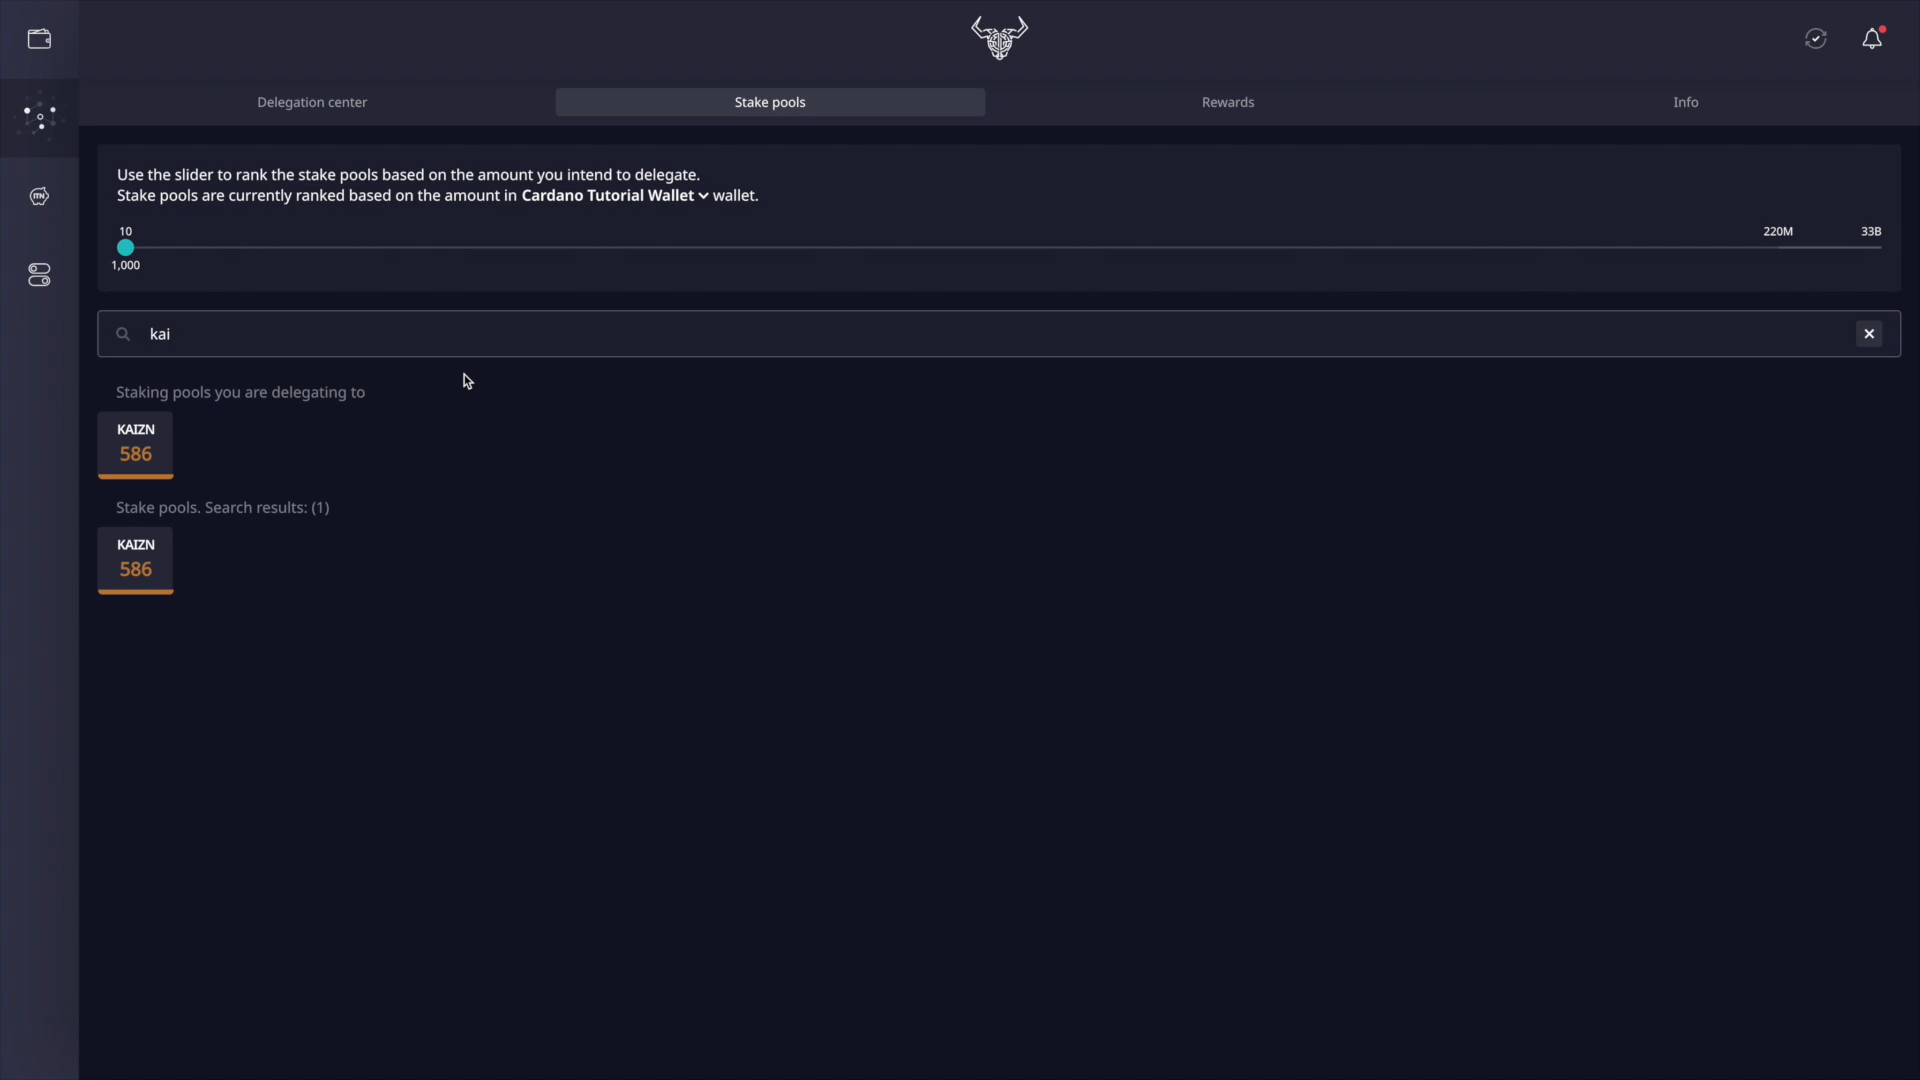 Delegation center
Stake pools
Rewards
Info
ITN
Use the slider to rank the stake pools based on the amount you intend to delegate.
Stake pools are currently ranked based on the amount in Cardano Tutorial Wallet wallet.
10
220M
33B
1,000
kai
Staking pools you are delegating to
KAIZN
586
Stake pools. Search results: (1)
KAIZN
586